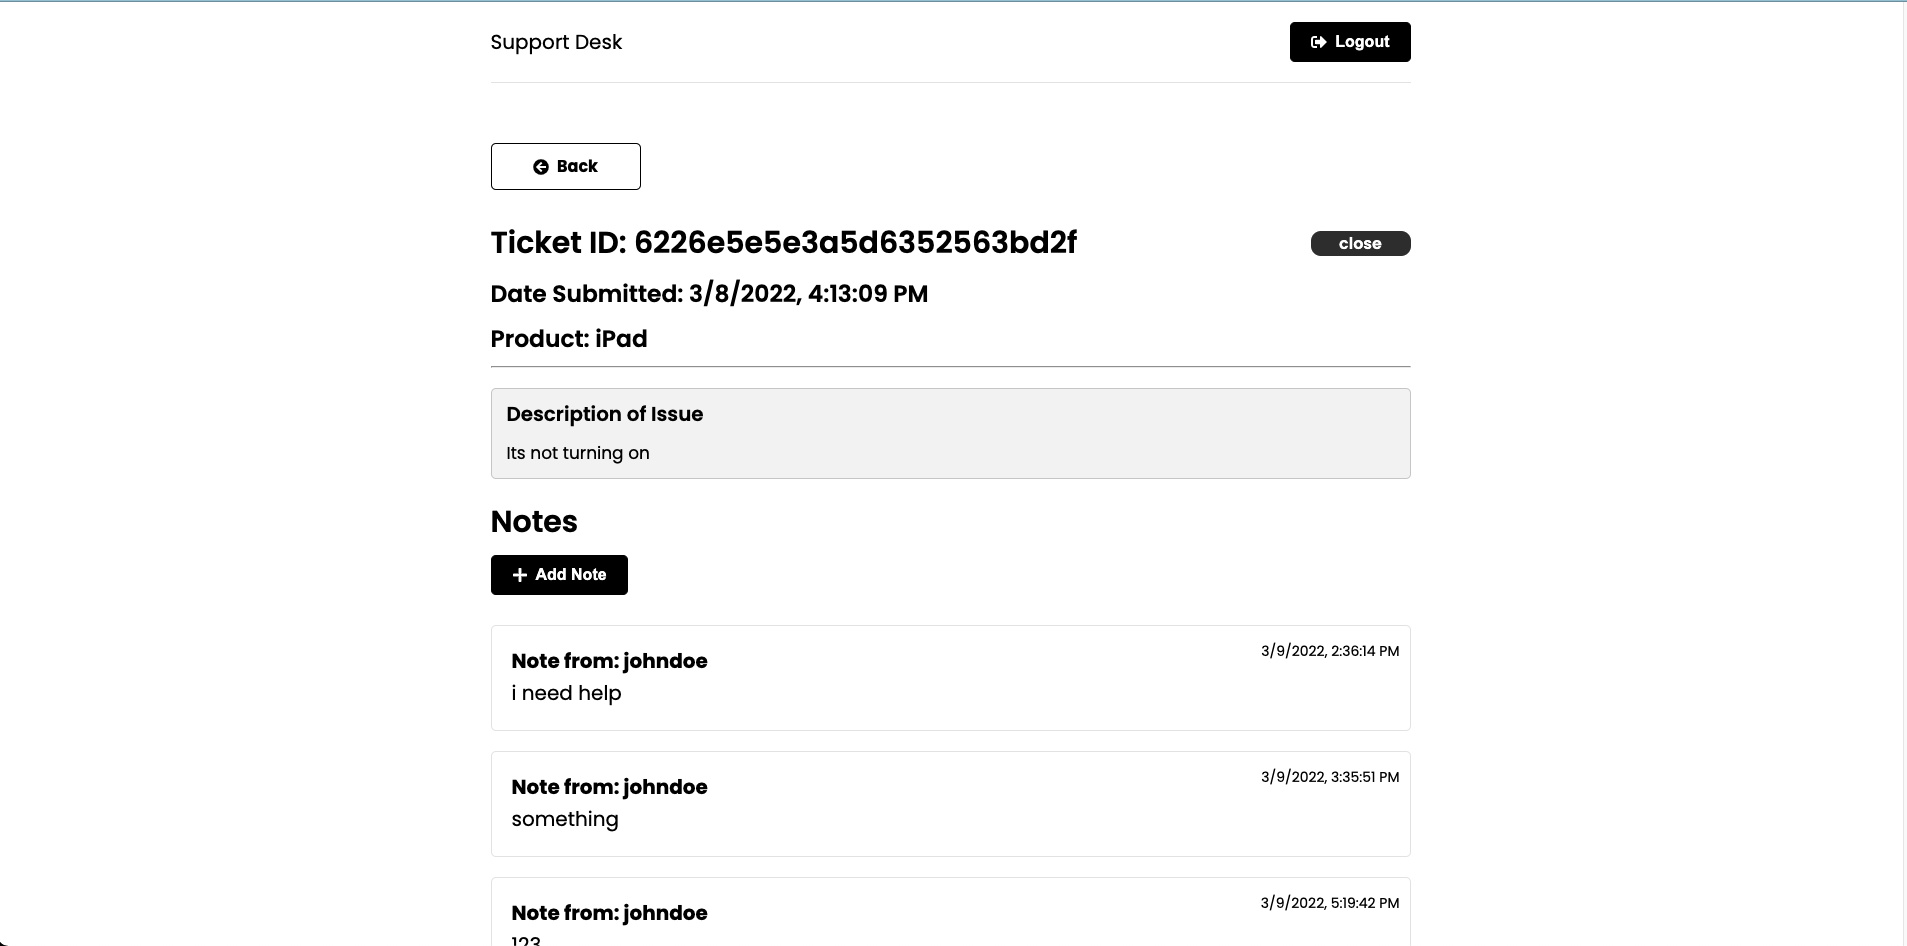 Support Desk
Logout
Back
Ticket ID: 6226e5e5e3a5d6352563bd2f
close
Date Submitted: 3/8/2022, 4:13:09 PM
Product: iPad
Description of Issue
Its not turning on
Notes
Add Note
Note from: johndoe
3/9/2022, 2:36:14 PM
i need help
Note from: johndoe
3/9/2022, 3:35:51 PM
something
Note from: johndoe
3/9/2022, 5:19:42 PM
123